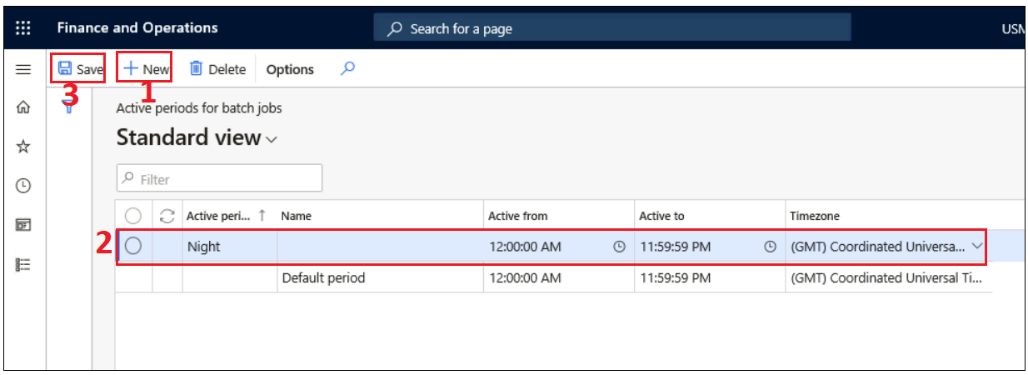 Finance and Operations Search for a page USM
Save New Delete Options
3 1
Active periods for batch jobs
Standard view
Filter
Active peri... Name Active from Active to Timezone
2 Night 12:00:00 AM 11:59:59 PM (GMT) Coordinated Universa...
Default period 12:00:00 AM 11:59:59 PM (GMT) Coordinated Universal Ti...